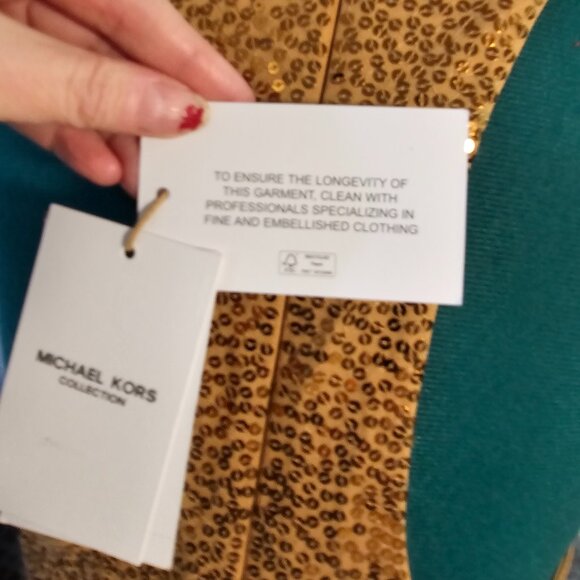 TO ENSURE THE LONGEVITY OF
THIS GARMENT, CLEAN WITH
PROFESSIONALS SPECIALIZING IN
FINE AND EMBELLISHED CLOTHING
MICHAEL KORS
COLLECTION